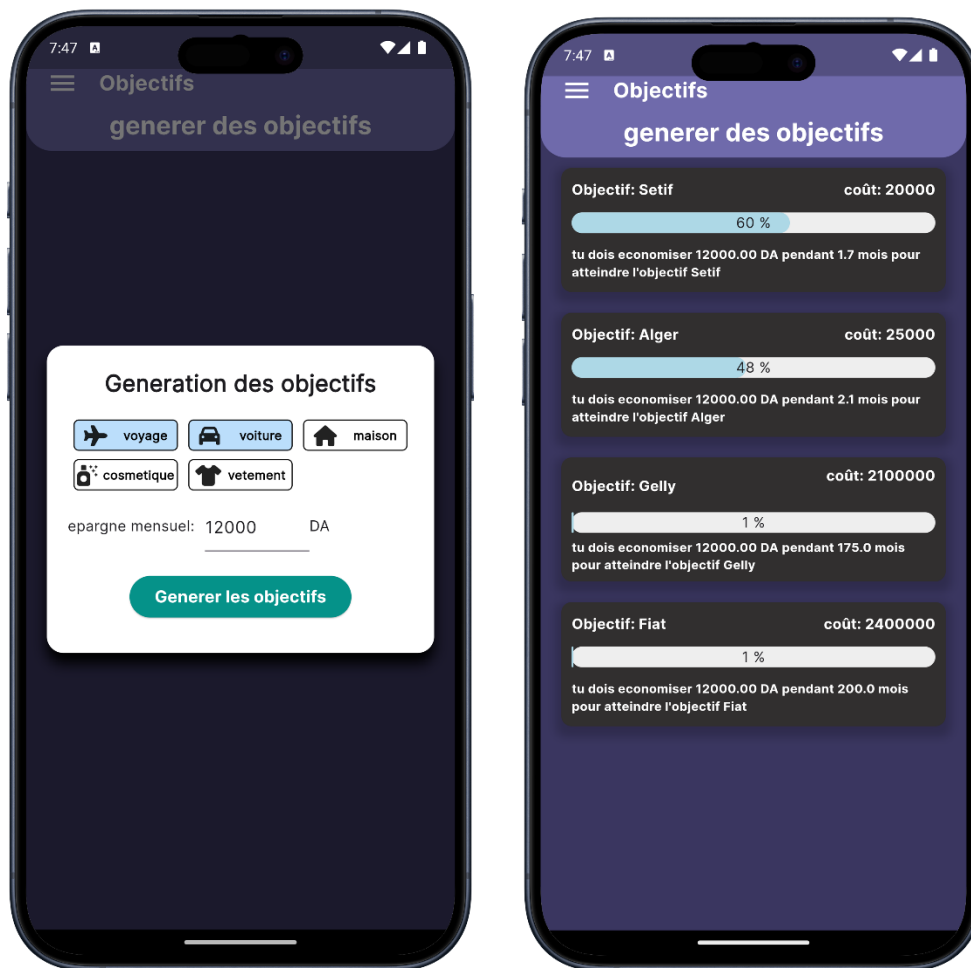 7:47 A
Objectifs
generer des objectifs
Generation des objectifs
voyage voiture maison
cosmetique vetement
epargne mensuel: 12000 DA
Generer les objectifs
7:47 A
Objectifs
generer des objectifs
Objectif: Setif coût: 20000
60 %
tu dois economiser 12000.00 DA pendant 1.7 mois pour
atteindre l'objectif Setif
Objectif: Alger coût: 25000
48 %
tu dois economiser 12000.00 DA pendant 2.1 mois pour
atteindre l'objectif Alger
Objectif: Gelly coût: 2100000
1 %
tu dois economiser 12000.00 DA pendant 175.0 mois
pour atteindre l'objectif Gelly
Objectif: Fiat coût: 2400000
1 %
tu dois economiser 12000.00 DA pendant 200.0 mois
pour atteindre l'objectif Fiat